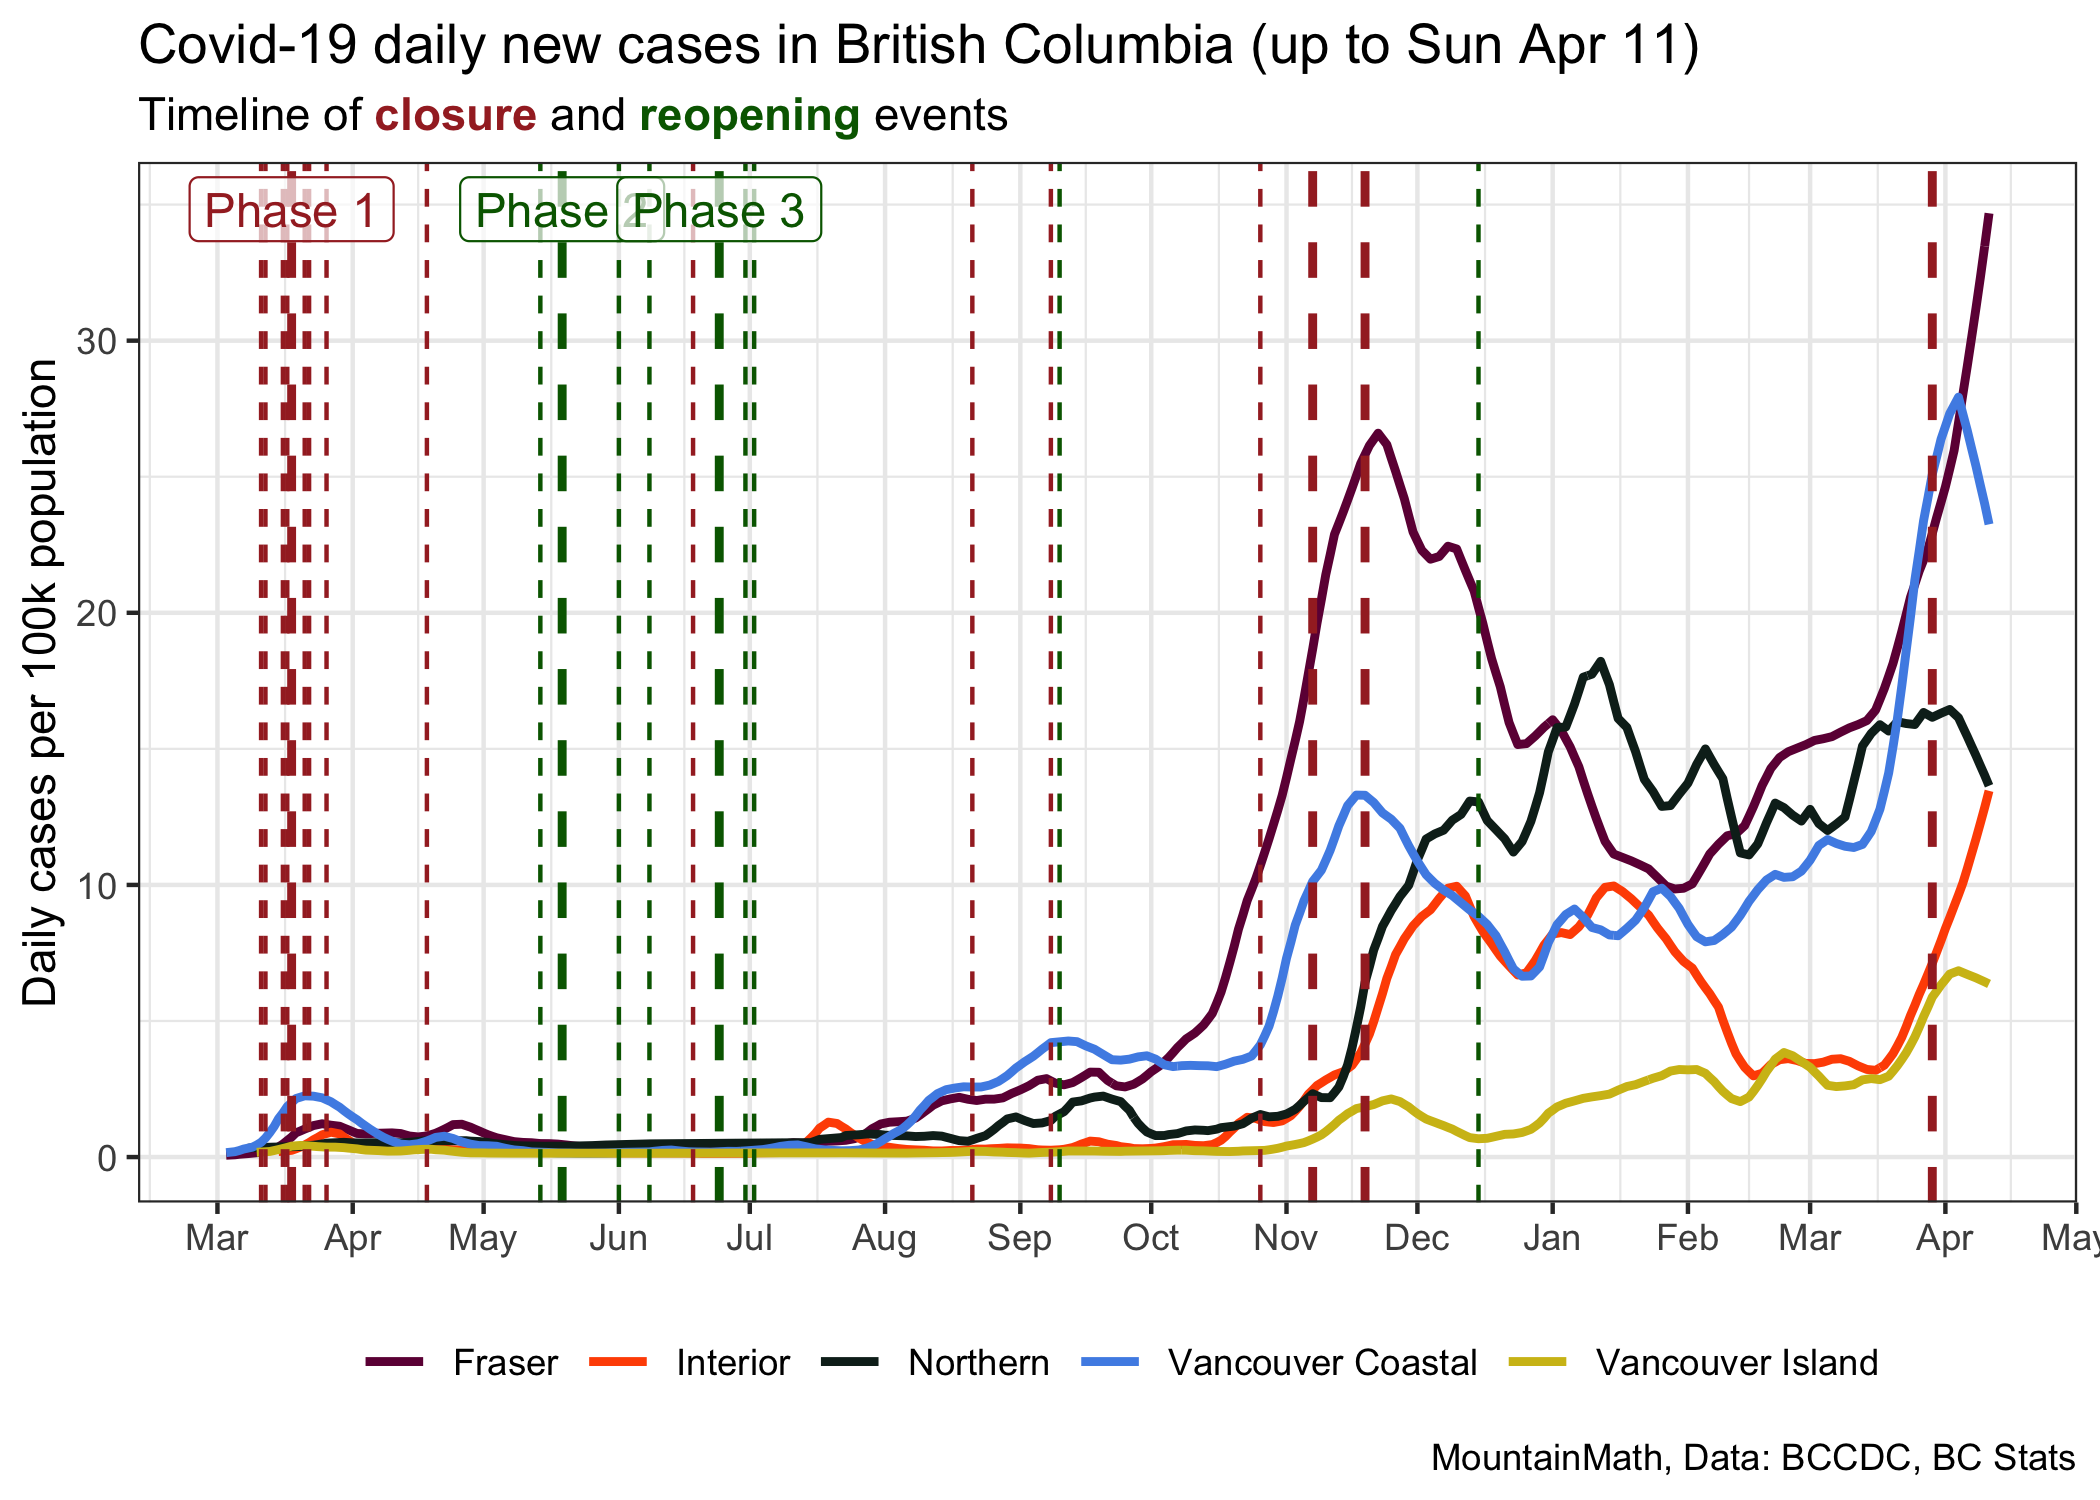 Covid-19 daily new cases in British Columbia (up to Sun Apr 11)
Timeline of closure and reopening events
Phase 1
Phase 2
Phase 3
Daily cases per 100k population
30
20
10
0
Mar Apr May Jun Jul Aug Sep Oct Nov Dec Jan Feb Mar Apr May
Fraser Interior Northern Vancouver Coastal Vancouver Island
MountainMath, Data: BCCDC, BC Stats